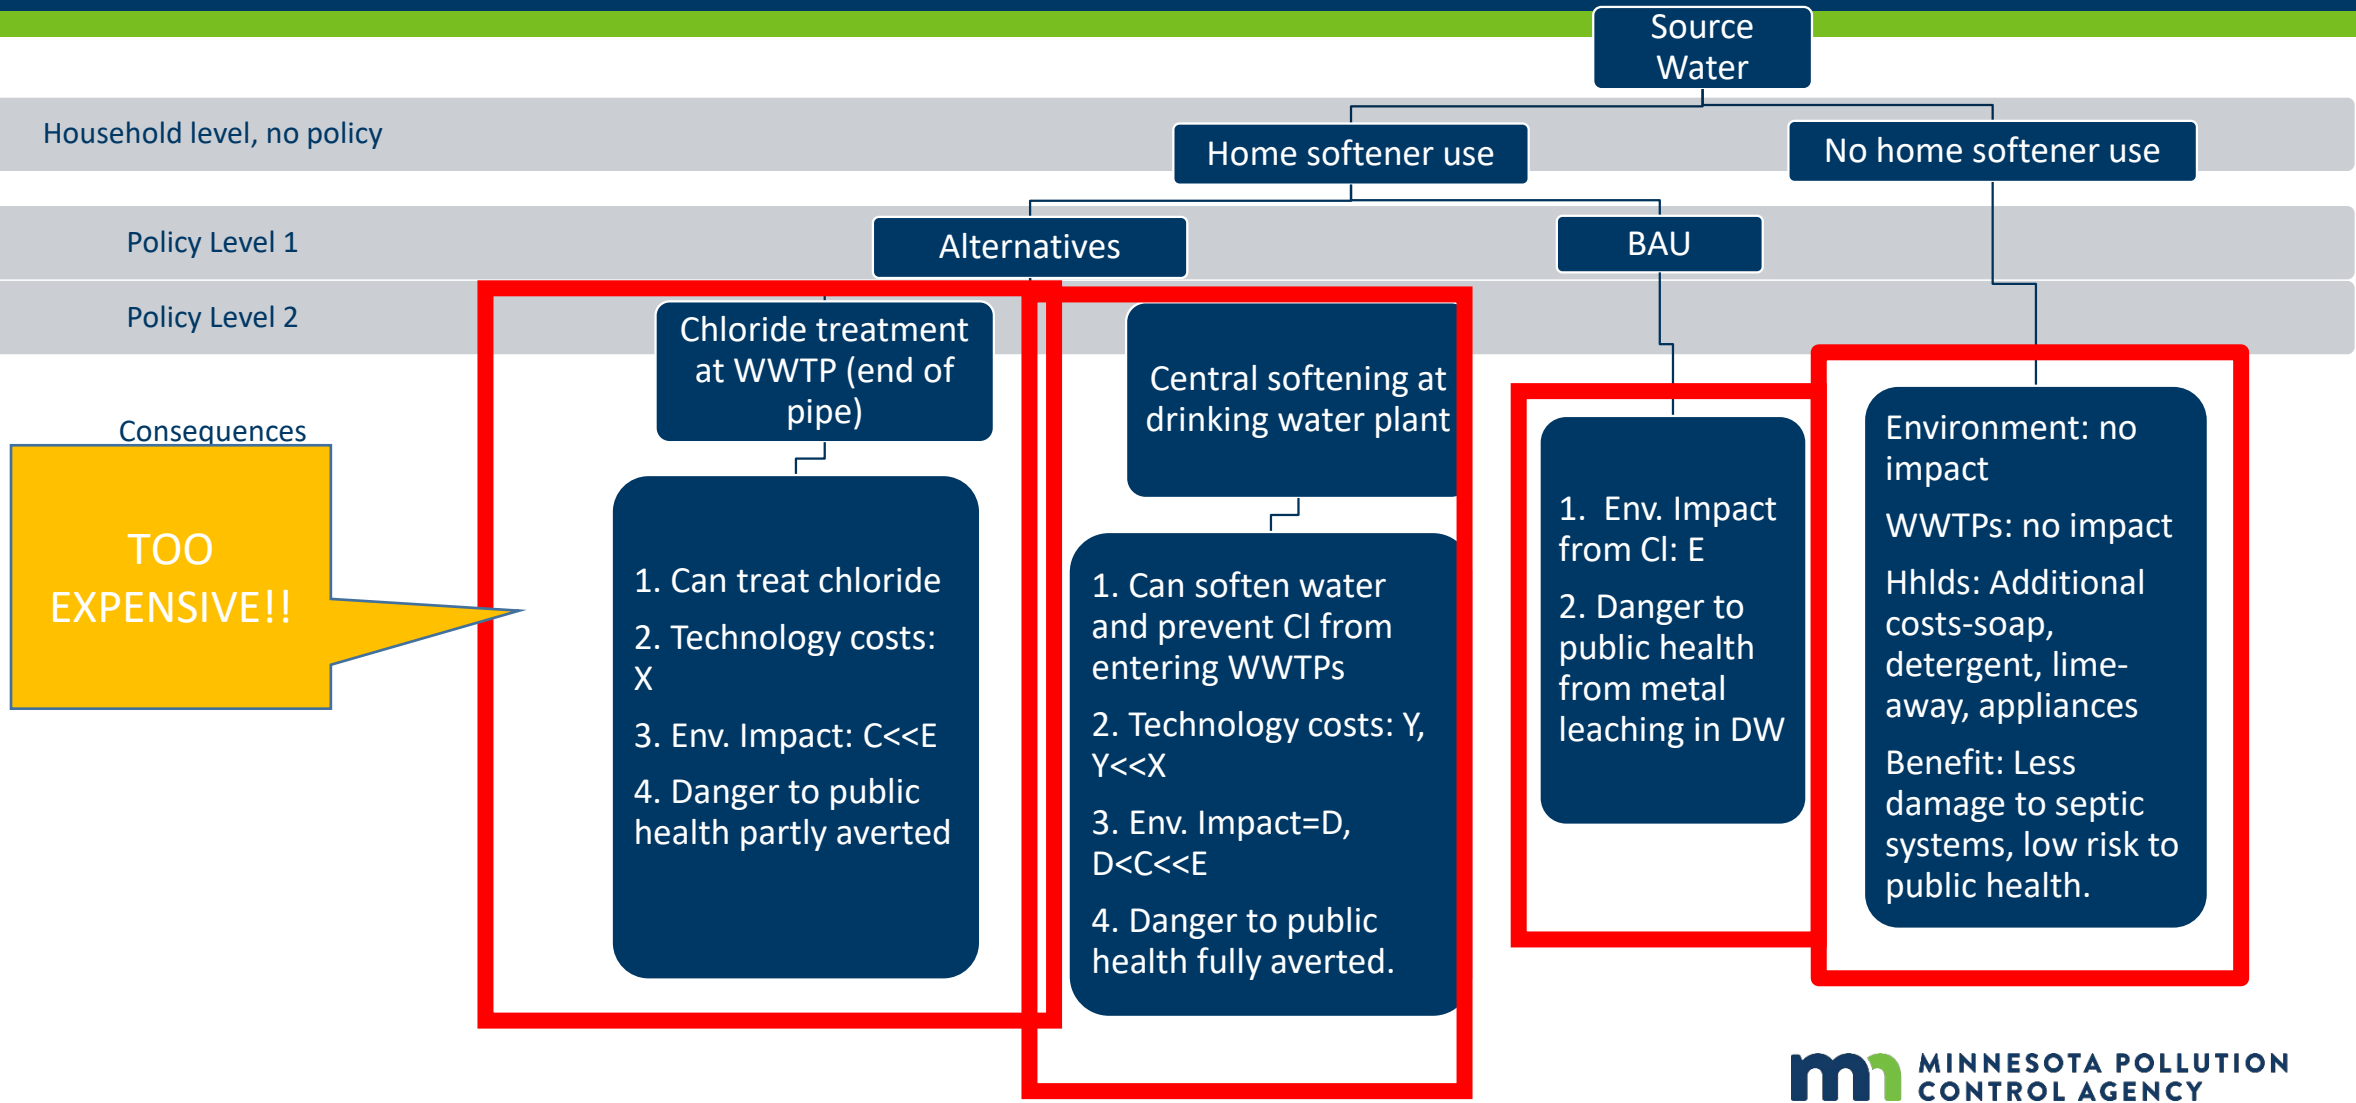 Source
Water
Household level, no policy
Home softener use
No home softener use
Policy Level 1
Alternatives
BAU
Policy Level 2
Chloride treatment
at WWTP (end of
pipe)
Central softening at
drinking water plant
Consequences
TOO
EXPENSIVE!!
1. Can treat chloride
2. Technology costs:
X
3. Env. Impact: C<<E
4. Danger to public
health partly averted
1. Can soften water
and prevent Cl from
entering WWTPs
2. Technology costs: Y,
Y<<X
3. Env. Impact=D,
D<C<<E
4. Danger to public
health fully averted.
1. Env. Impact
from Cl: E
2. Danger to
public health
from metal
leaching in DW
Environment: no
impact
WWTPs: no impact
Hhlds: Additional
costs-soap,
detergent, lime-
away, appliances
Benefit: Less
damage to septic
systems, low risk to
public health.
MINNESOTA POLLUTION
CONTROL AGENCY